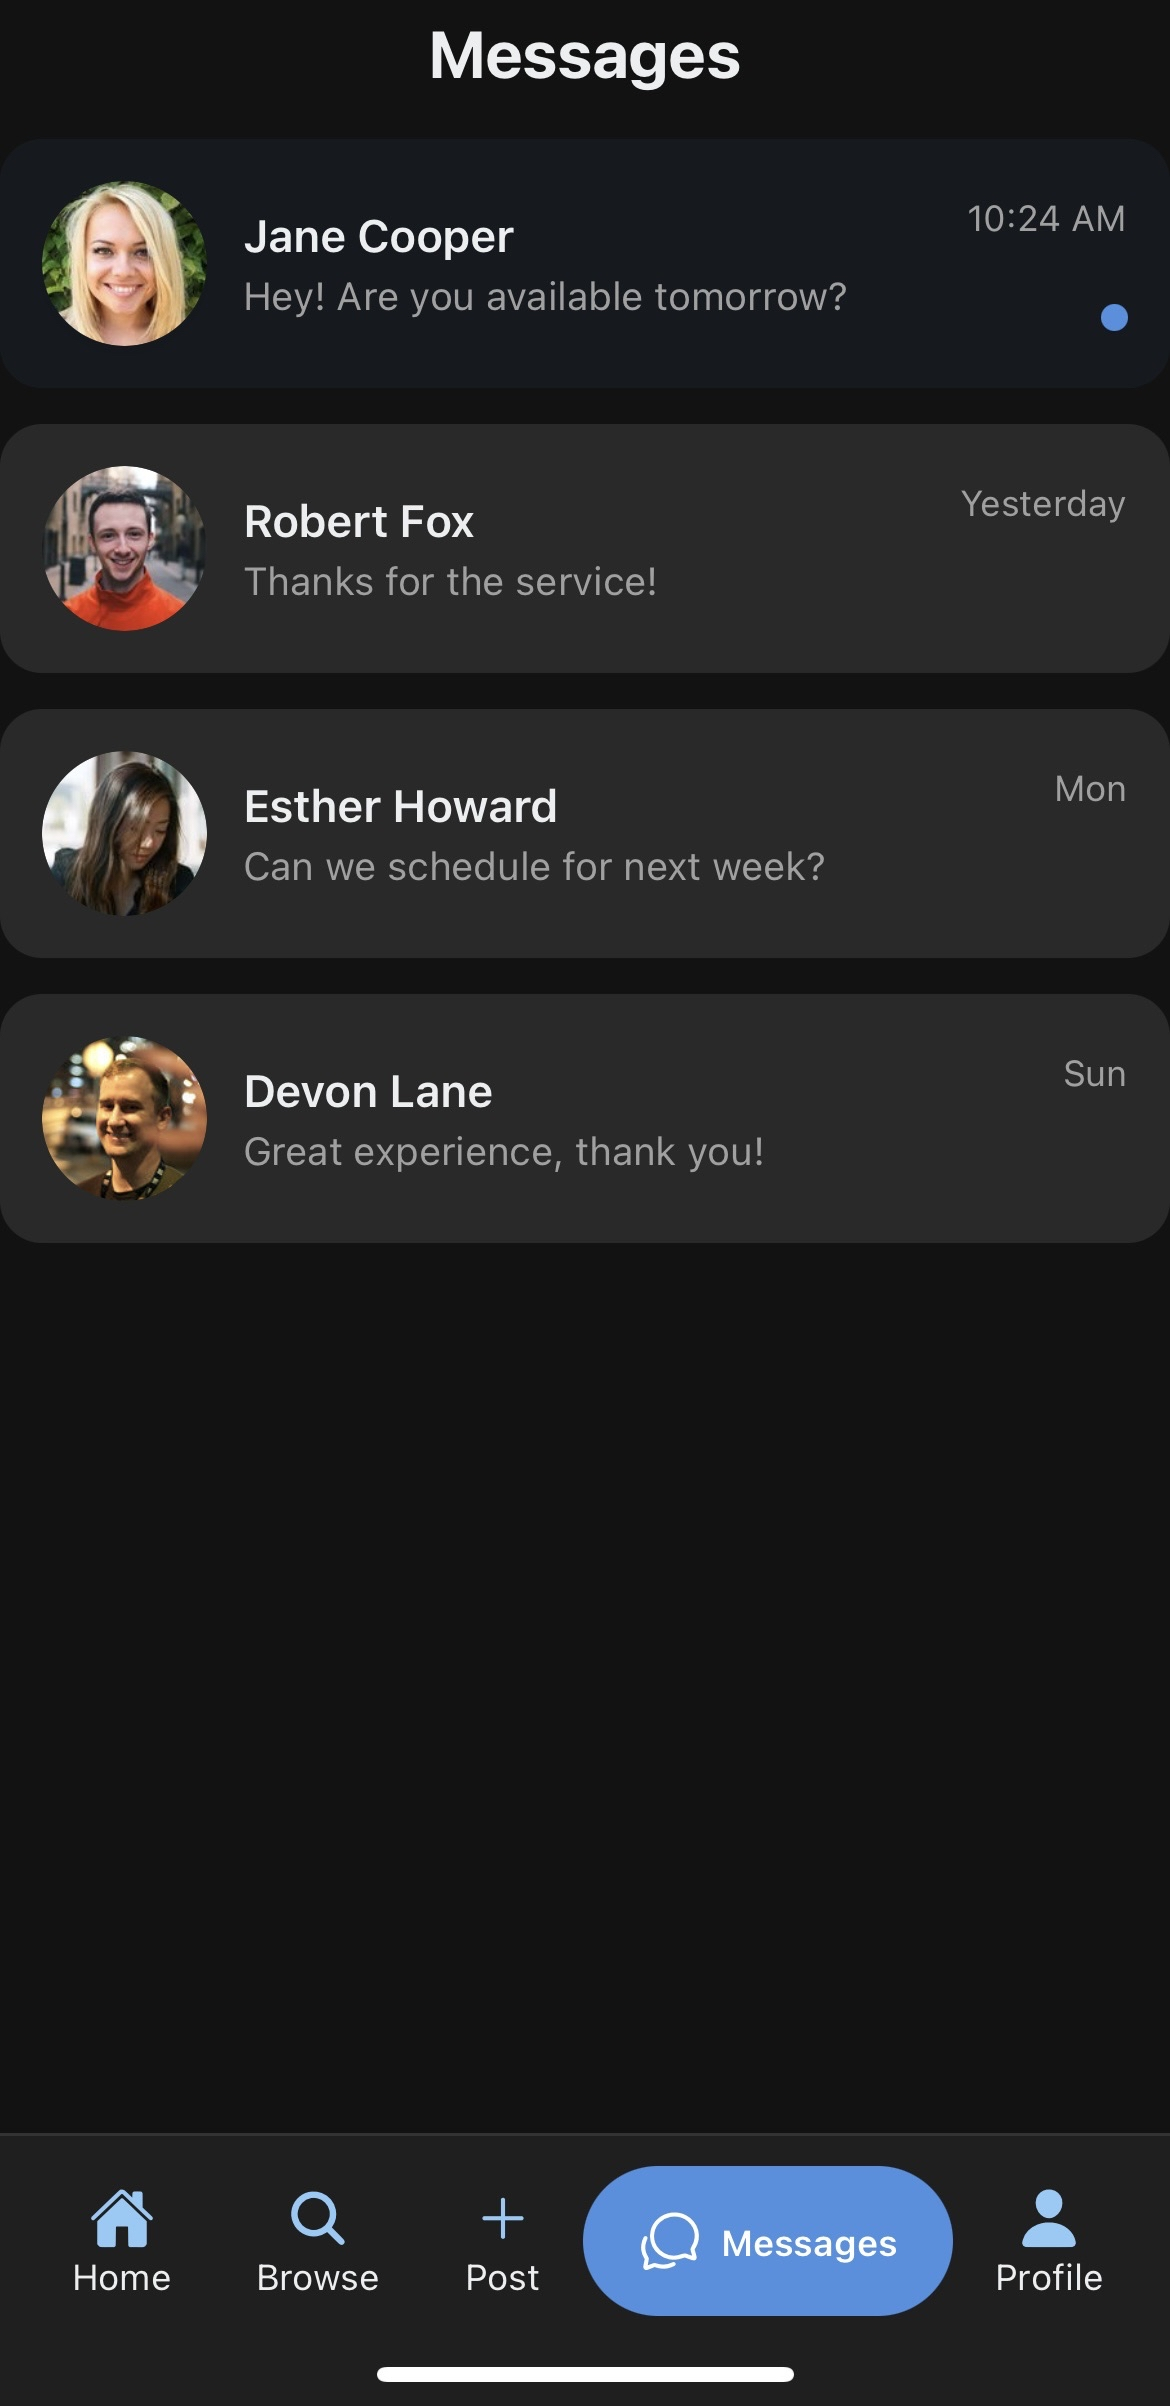 Messages
Jane Cooper
10:24 AM
Hey! Are you available tomorrow?
Robert Fox
Yesterday
Thanks for the service!
Esther Howard
Mon
Can we schedule for next week?
Devon Lane
Sun
Great experience, thank you!
Home
Browse
Post
Messages
Profile